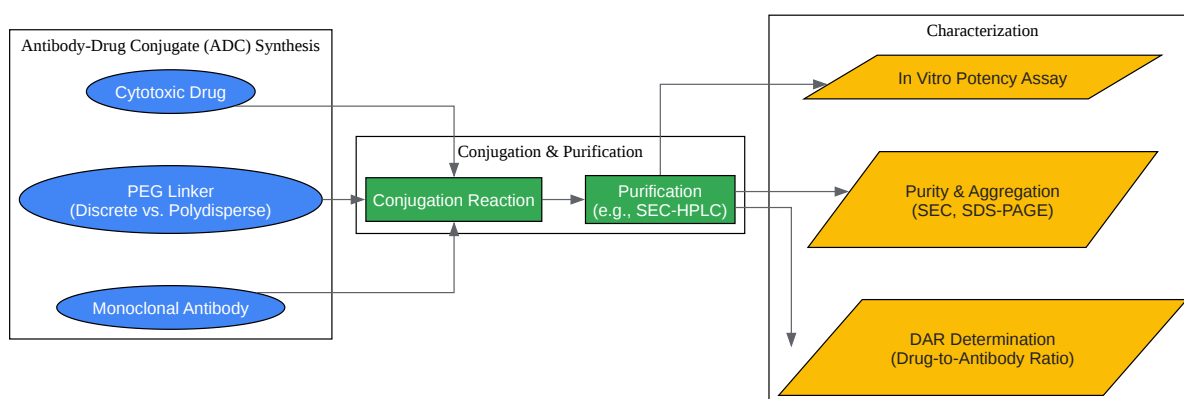 Antibody-Drug Conjugate (ADC) Synthesis
Cytotoxic Drug
PEG Linker
(Discrete vs. Polydisperse)
Monoclonal Antibody
Conjugation & Purification
Conjugation Reaction
Purification
(e.g., SEC-HPLC)
Characterization
In Vitro Potency Assay
Purity & Aggregation
(SEC, SDS-PAGE)
DAR Determination
(Drug-to-Antibody Ratio)